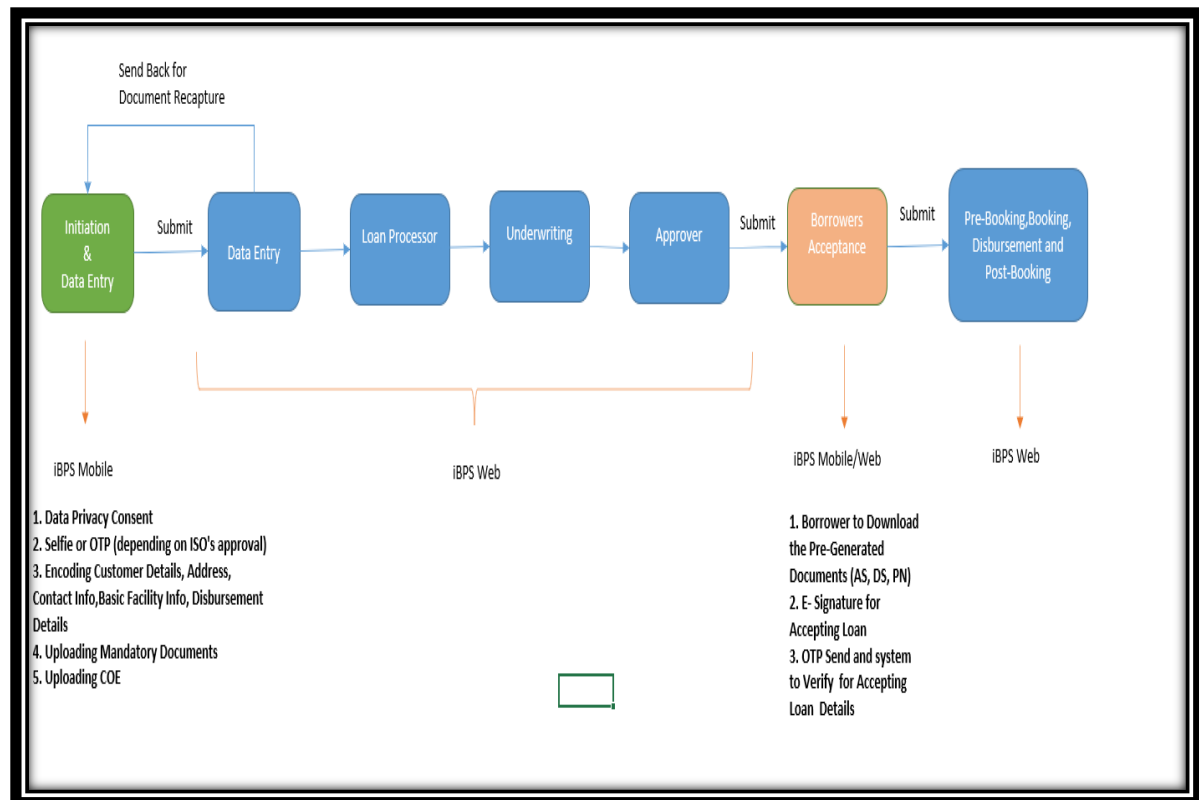 Send Back for
Document Recapture
Initiation
&
Data Entry
Submit
Data Entry
Loan Processor
Underwriting
Approver
Submit
Borrowers
Acceptance
Submit
Pre-Booking,Booking,
Disbursement and
Post-Booking
iBPS Mobile
iBPS Web
iBPS Mobile/Web
iBPS Web
1. Data Privacy Consent
2. Selfie or OTP (depending on ISO's approval)
3. Encoding Customer Details, Address,
Contact Info,Basic Facility Info, Disbursement
Details
4. Uploading Mandatory Documents
5. Uploading COE
1. Borrower to Download
the Pre-Generated
Documents (AS, DS, PN)
2. E- Signature for
Accepting Loan
3. OTP Send and system
to Verify for Accepting
Loan Details